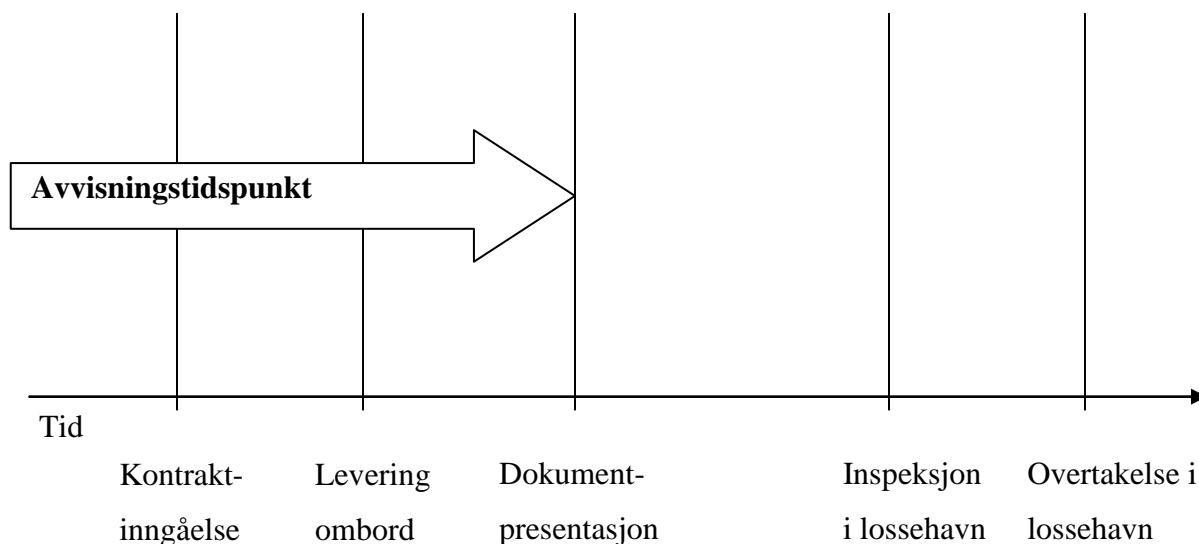 Avvisningstidspunkt
Tid
Kontrakt-
inngåelse
Levering
ombord
Dokument-
presentasjon
Inspeksjon
i lossehavn
Overtakelse i
lossehavn